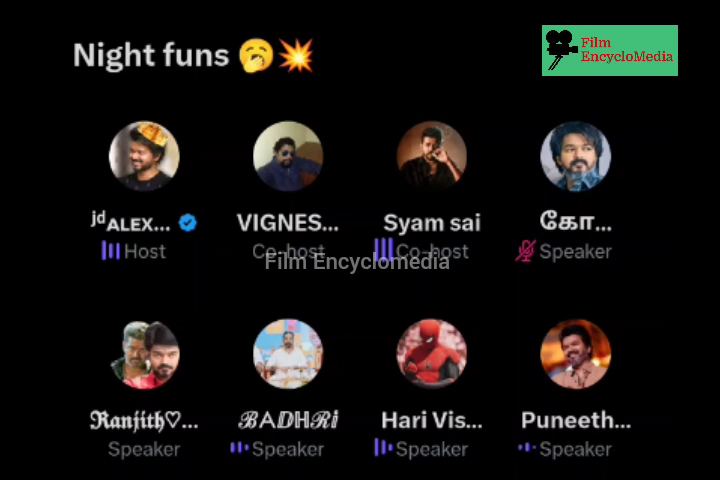 Night funs 🥱💥
Film
EncycloMedia
jdALEX... VIGNES... Syam sai கோ...
Host Co-host Co-host Speaker
Film Encyclomedia
Ranjith♡... BADHRi Hari Vis... Puneeth...
Speaker Speaker Speaker Speaker